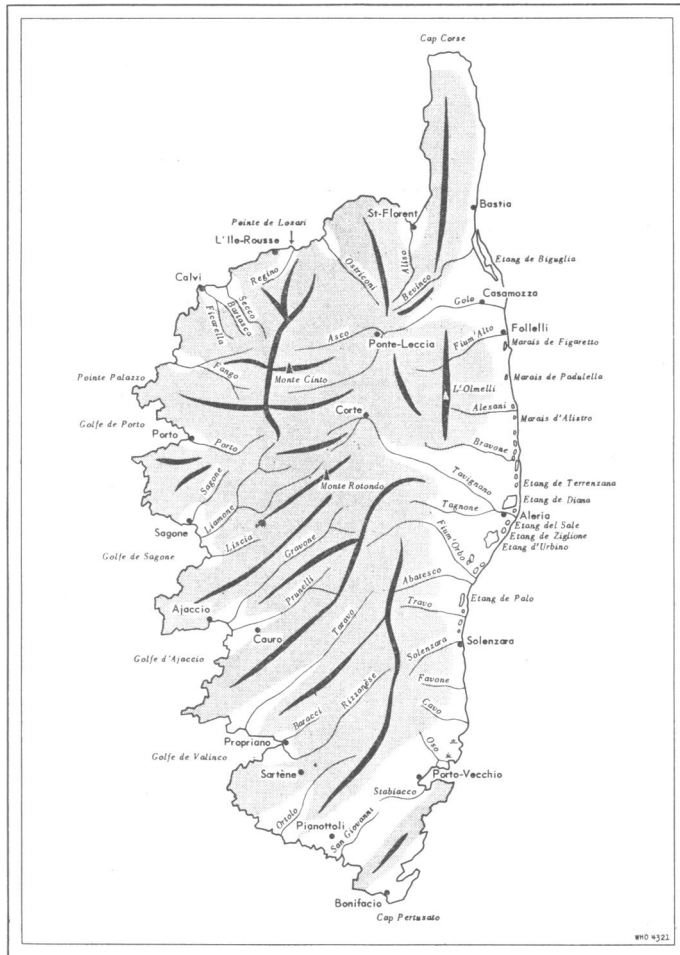 Cap Corse
Bastia
St-Florent
Pointe de Losari
L'Ile-Rousse
Etang de Biguglia
Ostriconi
Aliso
Bevinco
Regino
Calvi
Casamozza
Secco
Bartasca
Ficarella
Golo
Asco
Follelli
Fium'Alto
Ponte-Leccia
Marais de Figaretto
Fango
Monte Cinto
Pointe Palazzo
Marais de Padulella
L'Olmelli
Alesani
Corte
Marais d'Alistro
Golfe de Porto
Porto
Porto
Bravone
Sagone
Tavignano
Etang de Terrenzana
Monte Rotondo
Liamone
Tagnone
Etang de Diana
Aleria
Sagone
Etang del Sale
Etang de Ziglione
Etang d'Urbino
Liscia
Gravone
Fium'Orbo
Golfe de Sagone
Abatesco
Prunelli
Etang de Palo
Travo
Ajaccio
Taravo
Cauro
Solenzara
Solenzara
Golfe d'Ajaccio
Favone
Rizzanèse
Baracci
Cavo
Propriano
Oso
Golfe de Valinco
Sartène
Porto-Vecchio
Stabiacco
Ortolo
Pianottoli
San Giovanni
Bonifacio
Cap Pertusato
WHO 4321